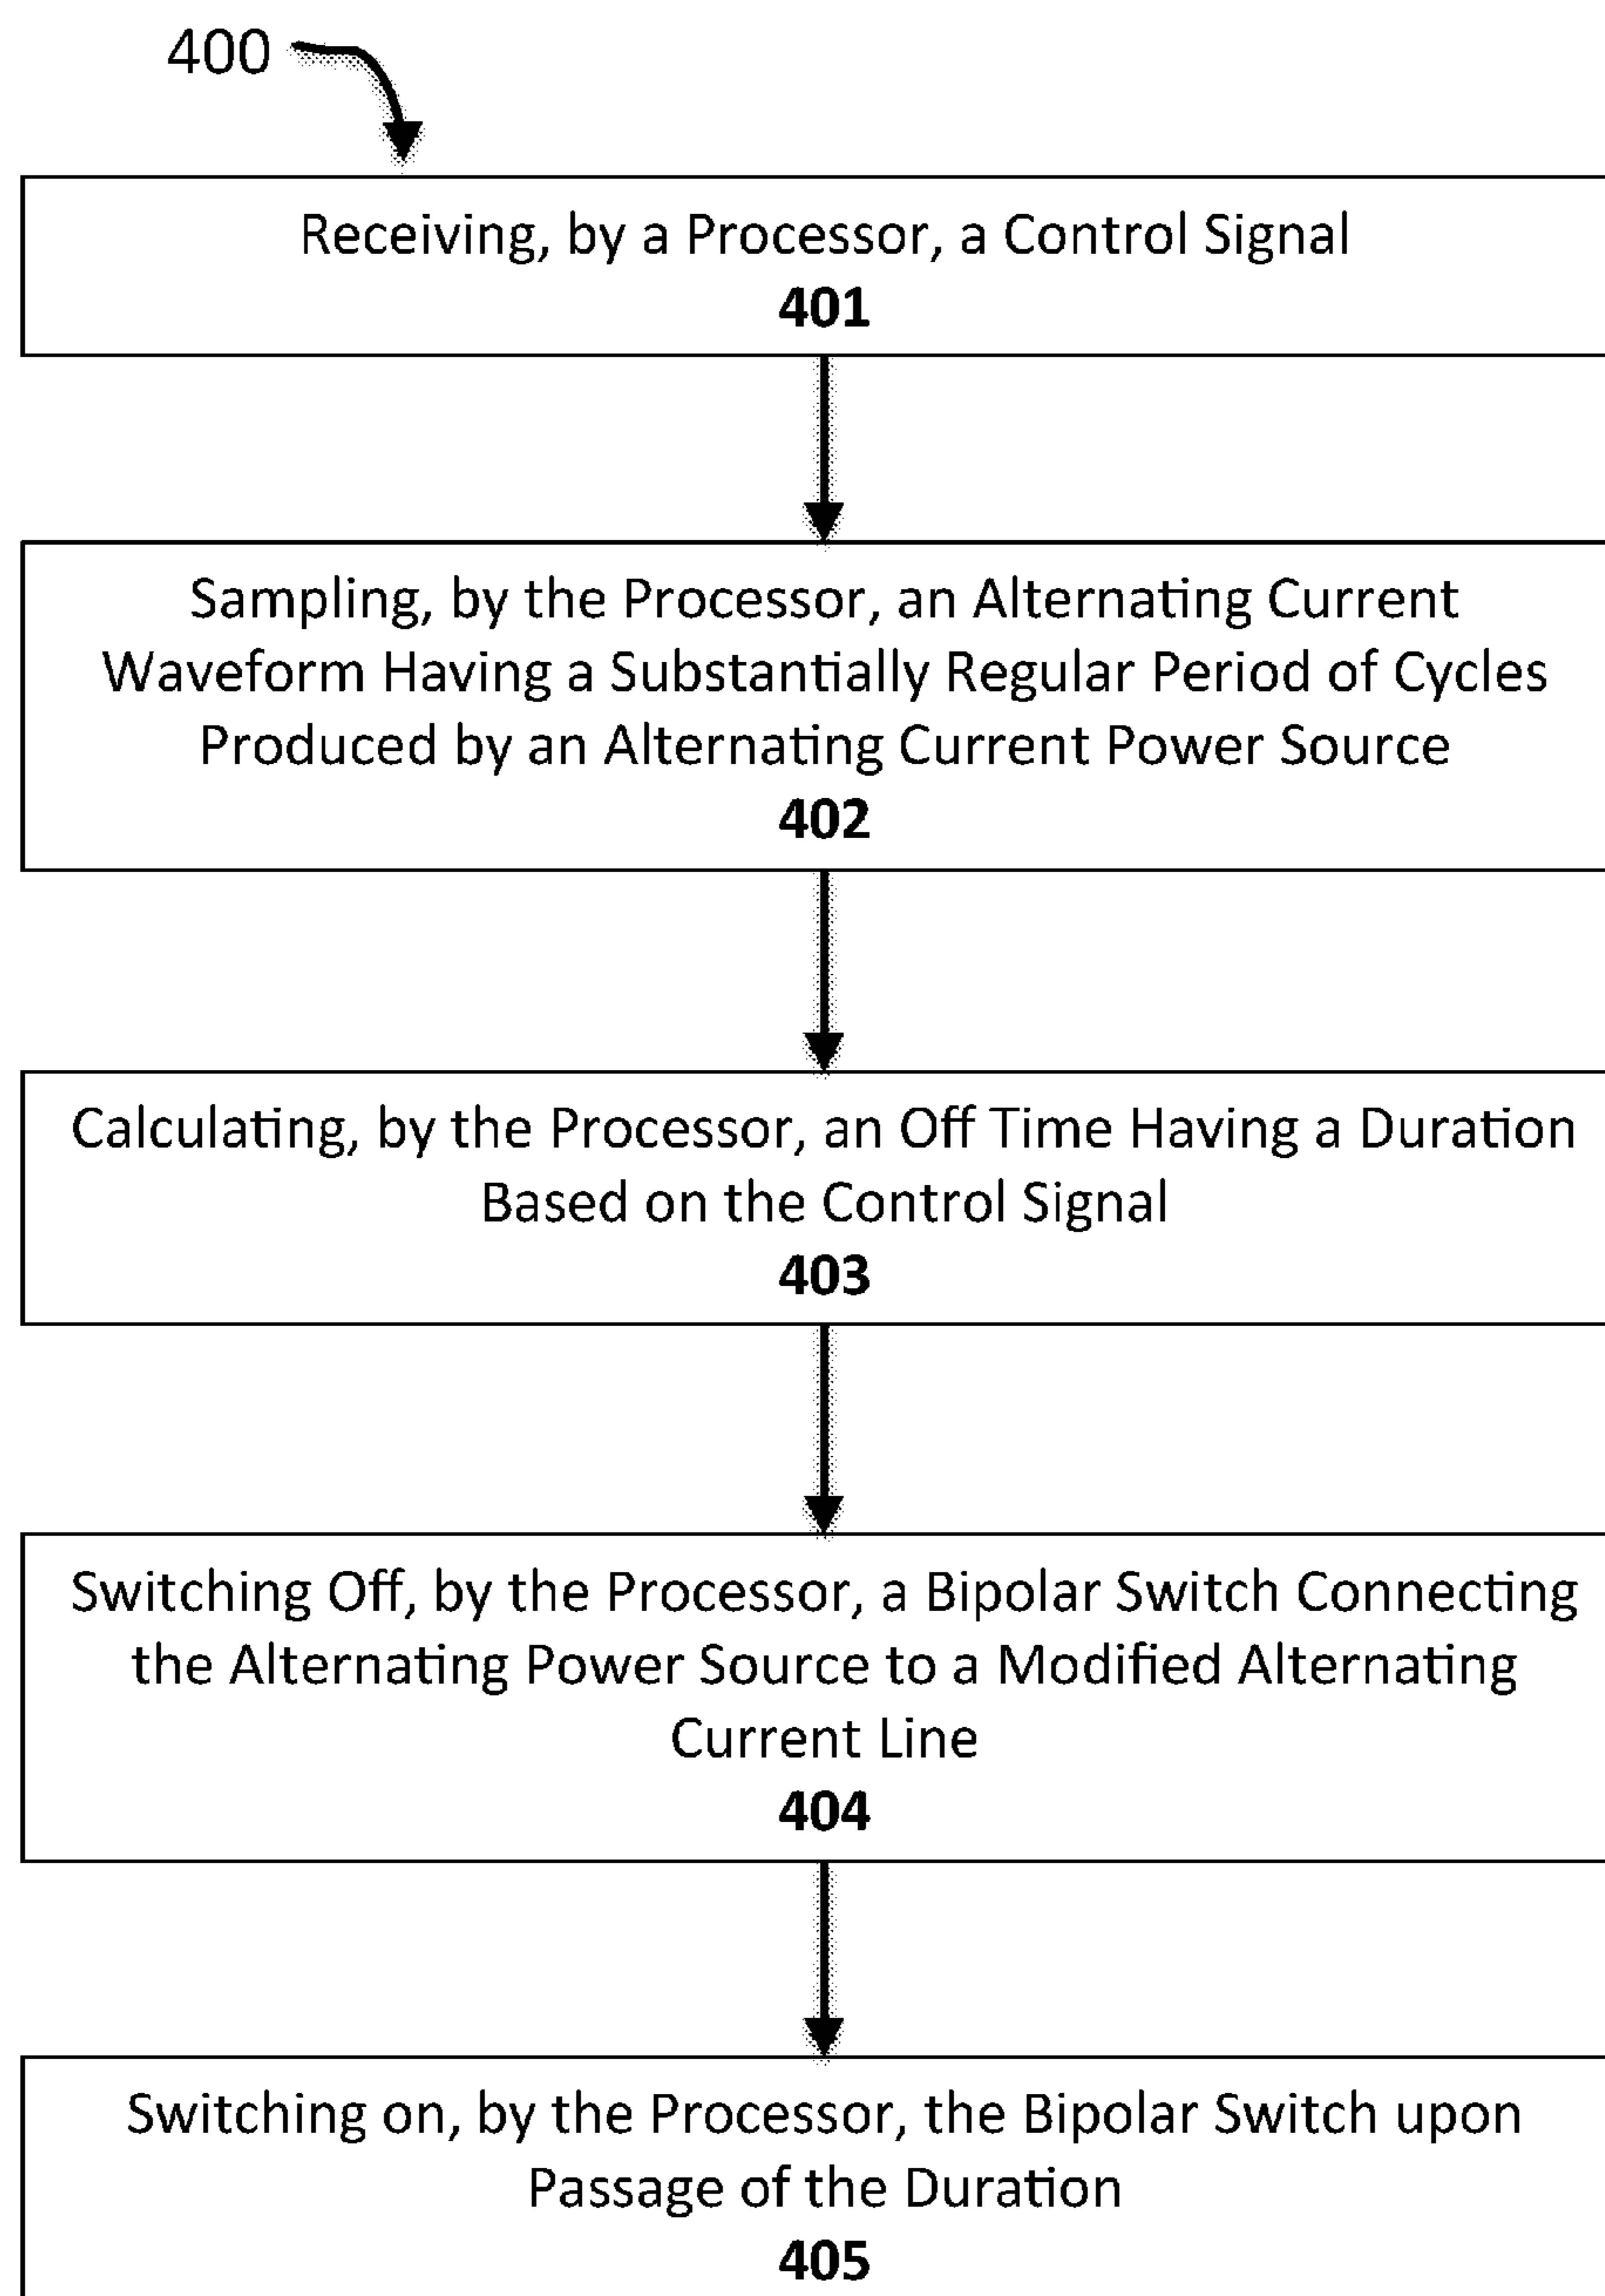 400
Receiving, by a Processor, a Control Signal
401
Sampling, by the Processor, an Alternating Current
Waveform Having a Substantially Regular Period of Cycles
Produced by an Alternating Current Power Source
402
Calculating, by the Processor, an Off Time Having a Duration
Based on the Control Signal
403
Switching Off, by the Processor, a Bipolar Switch Connecting
the Alternating Power Source to a Modified Alternating
Current Line
404
Switching on, by the Processor, the Bipolar Switch upon
Passage of the Duration
405